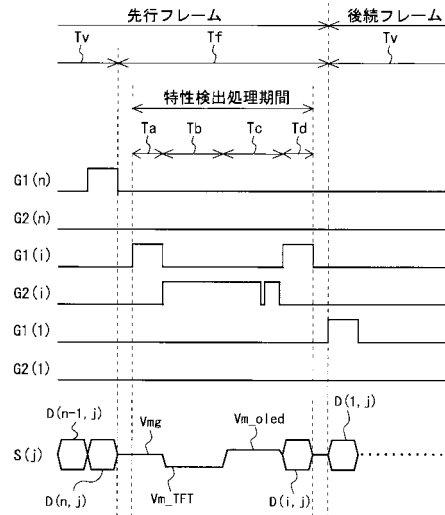 先行フレーム 後続フレーム
Tv Tf Tv
特性検出処理期間
Ta Tb Tc Td
G1(n)
G2(n)
G1(i)
G2(i)
G1(1)
G2(1)
D(n-1, j) Vmg Vm_oled D(1, j)
S(j)
D(n, j) Vm_TFT D(i, j)